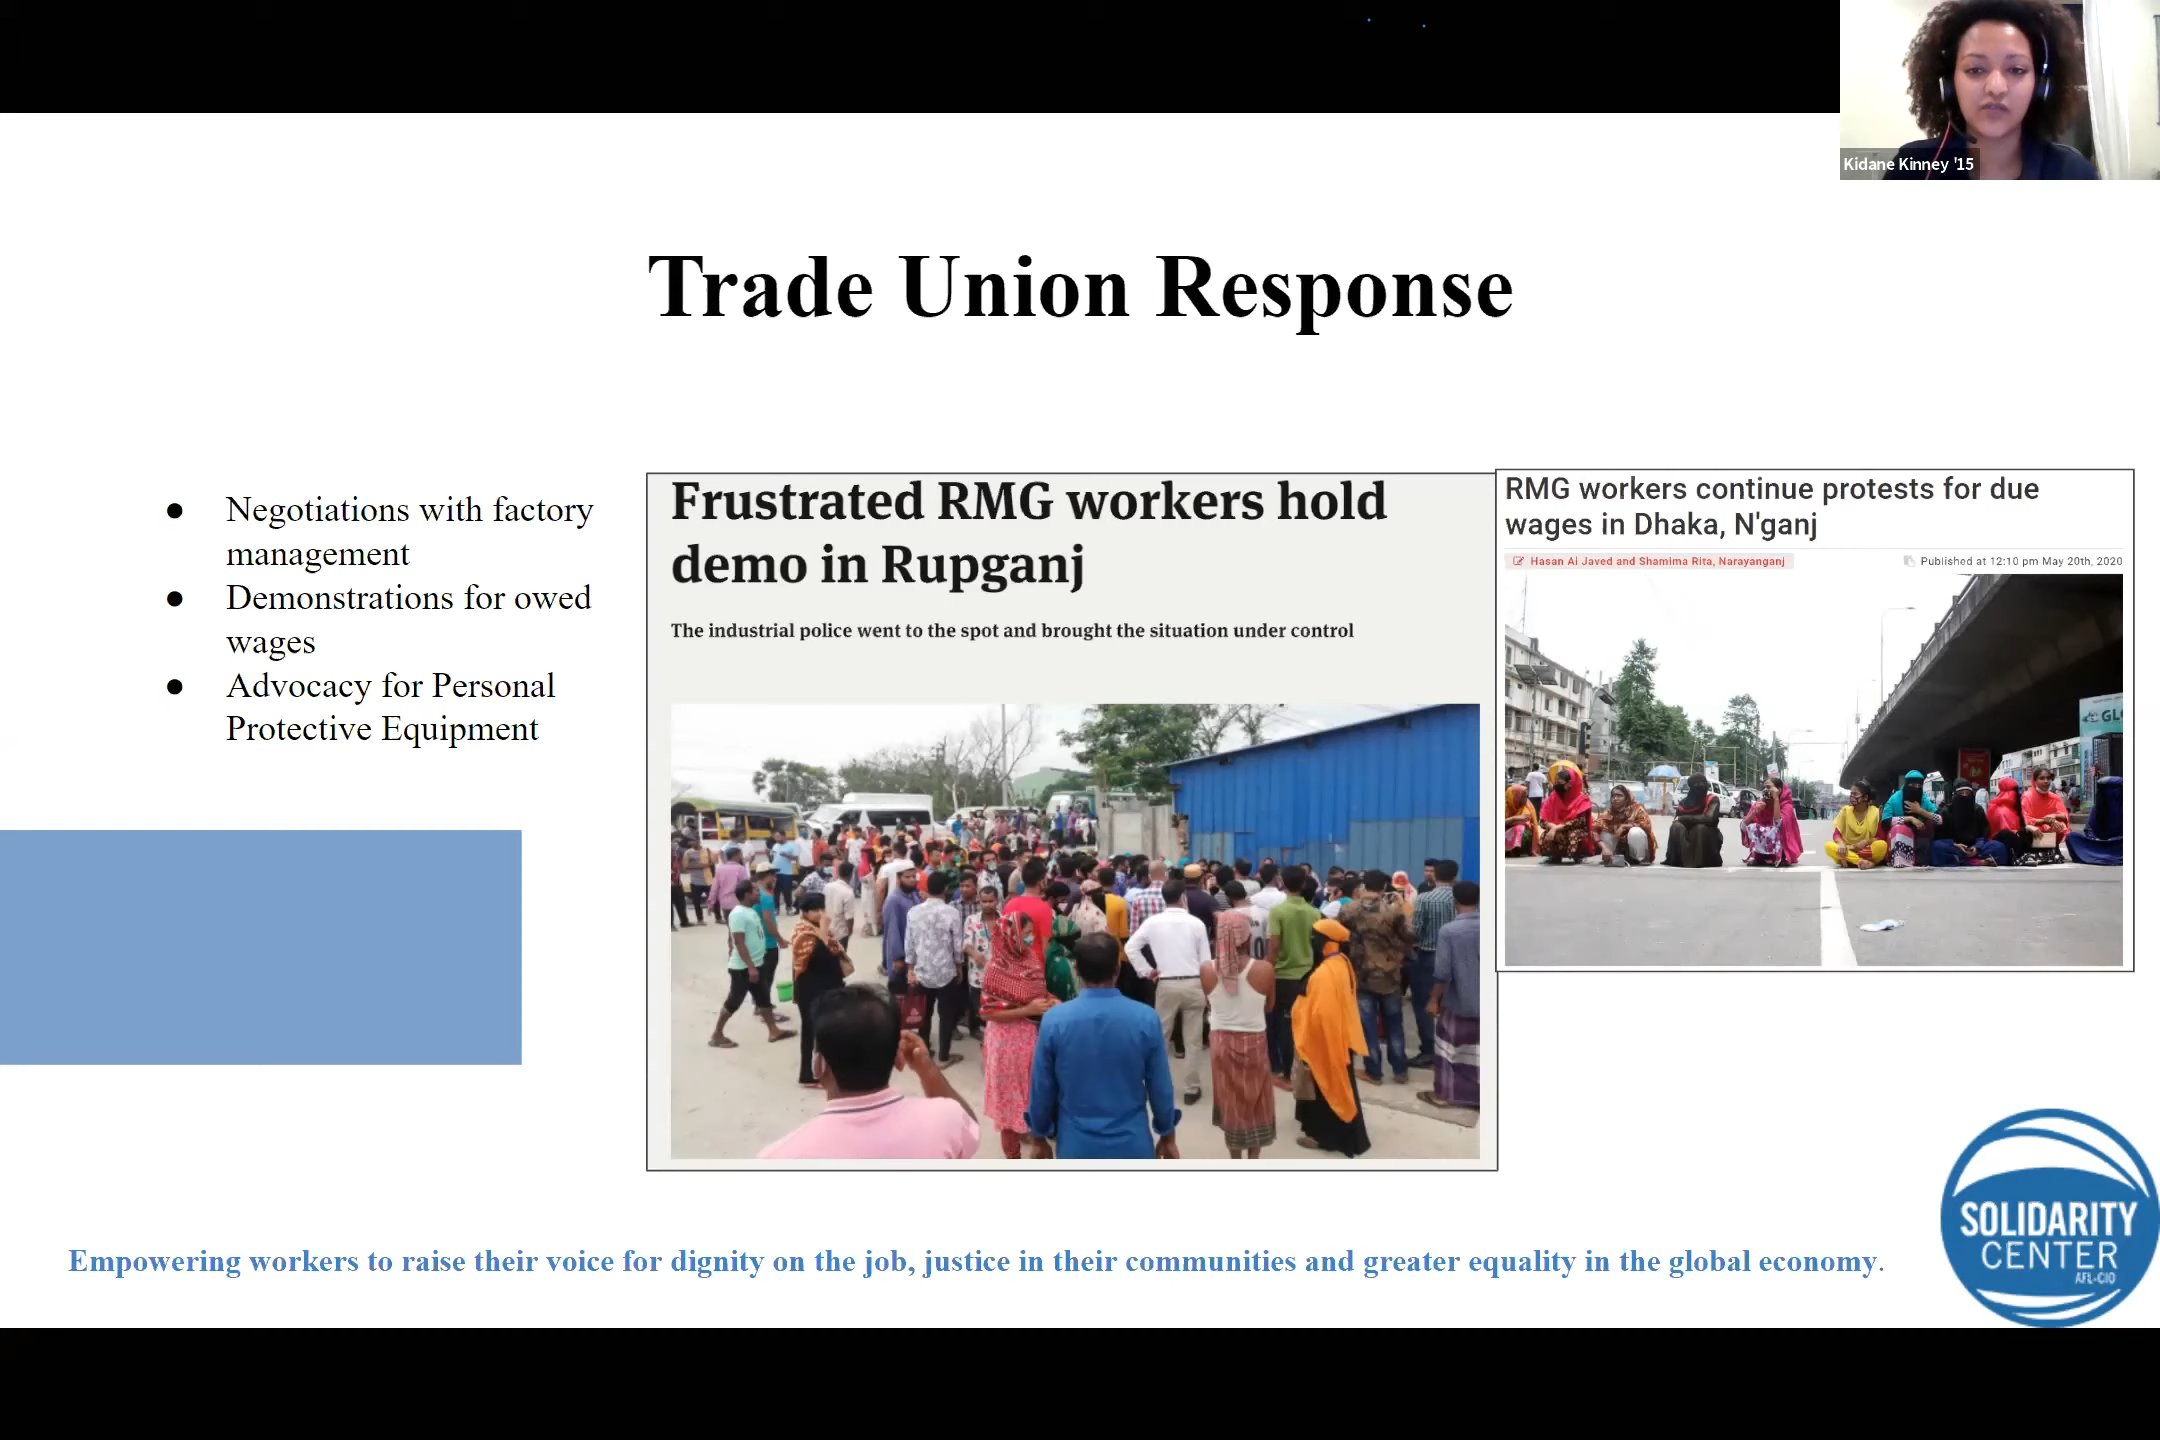 Kidane Kinney '15
Trade Union Response
● Negotiations with factory
management
● Demonstrations for owed
wages
● Advocacy for Personal
Protective Equipment
Frustrated RMG workers hold
demo in Rupganj
The industrial police went to the spot and brought the situation under control
RMG workers continue protests for due
wages in Dhaka, N'ganj
Hasan Al Javed and Shamima Rita, Narayanganj
Published at 12:10 pm May 20th, 2020
GL
Empowering workers to raise their voice for dignity on the job, justice in their communities and greater equality in the global economy.
SOLIDARITY
CENTER
AFL-CIO